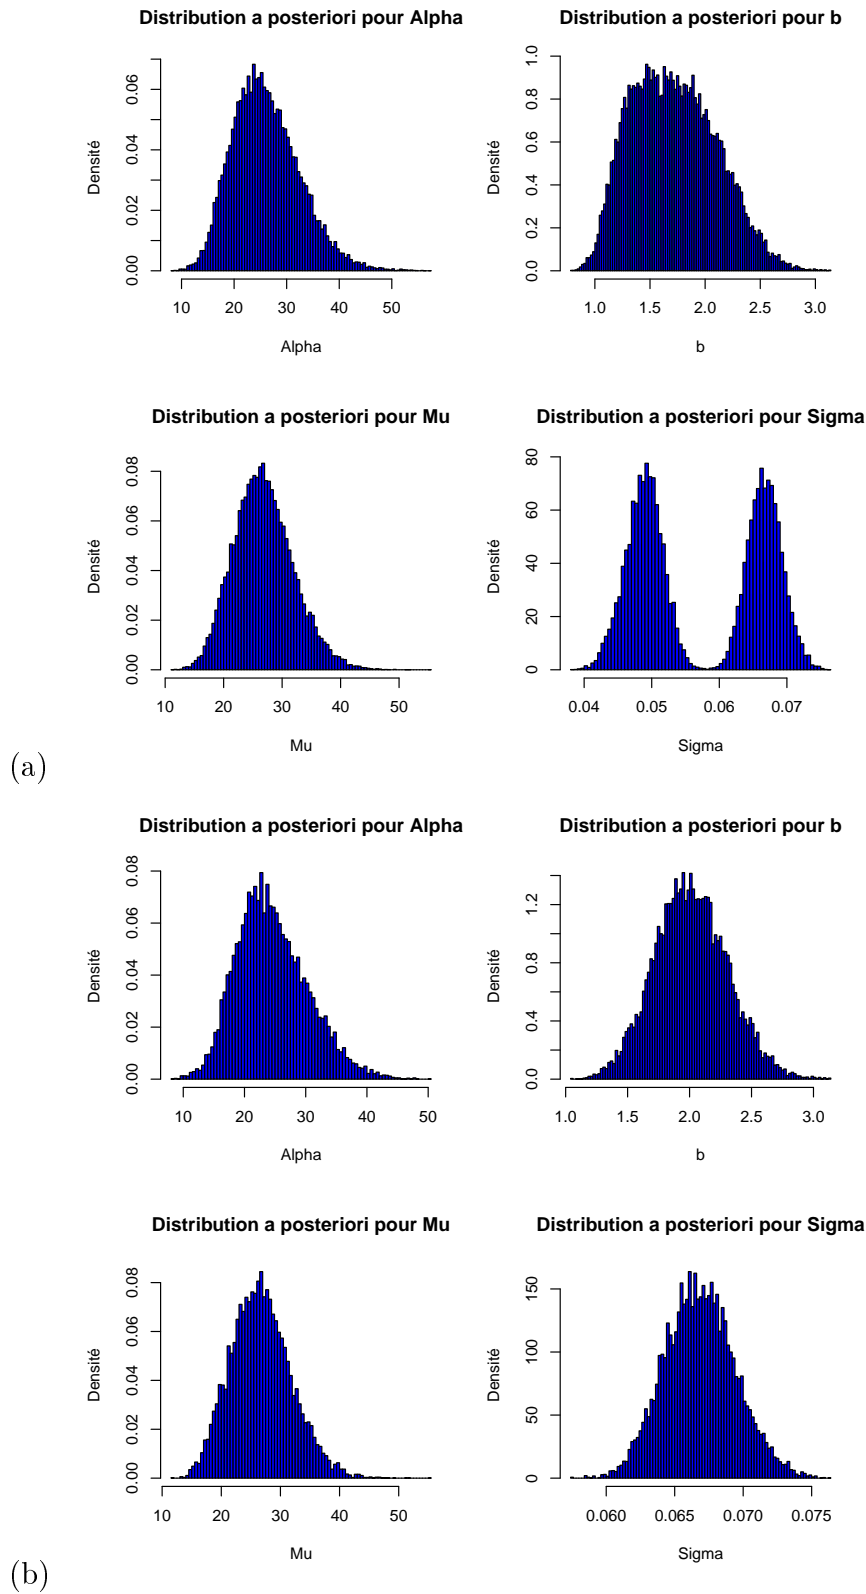 Distribution a posteriori pour Alpha
Densité
0.00 0.02 0.04 0.06
10 20 30 40 50
Alpha
Distribution a posteriori pour b
Densité
0.0 0.2 0.4 0.6 0.8 1.0
1.0 1.5 2.0 2.5 3.0
b
Distribution a posteriori pour Mu
Densité
0.00 0.02 0.04 0.06 0.08
10 20 30 40 50
Mu
Distribution a posteriori pour Sigma
Densité
0 20 40 60 80
0.04 0.05 0.06 0.07
Sigma
(a)
Distribution a posteriori pour Alpha
Densité
0.00 0.02 0.04 0.06 0.08
10 20 30 40 50
Alpha
Distribution a posteriori pour b
Densité
0.0 0.4 0.8 1.2
1.0 1.5 2.0 2.5 3.0
b
Distribution a posteriori pour Mu
Densité
0.00 0.02 0.04 0.06 0.08
10 20 30 40 50
Mu
Distribution a posteriori pour Sigma
Densité
0 50 100 150
0.060 0.065 0.070 0.075
Sigma
(b)